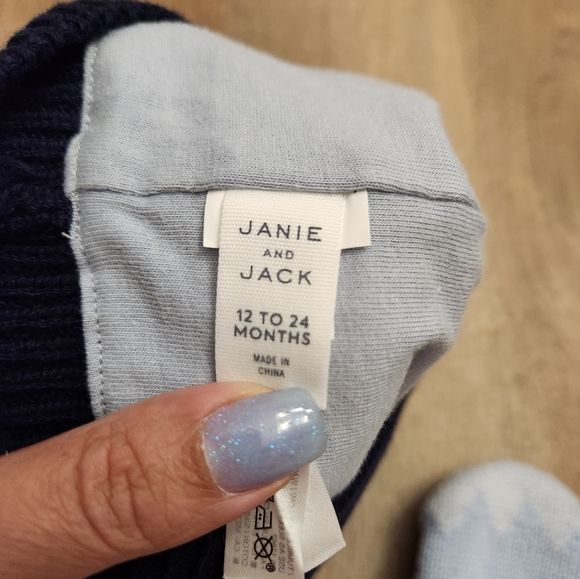 JANIE
AND
JACK
12 TO 24
MONTHS
MADE IN
CHINA